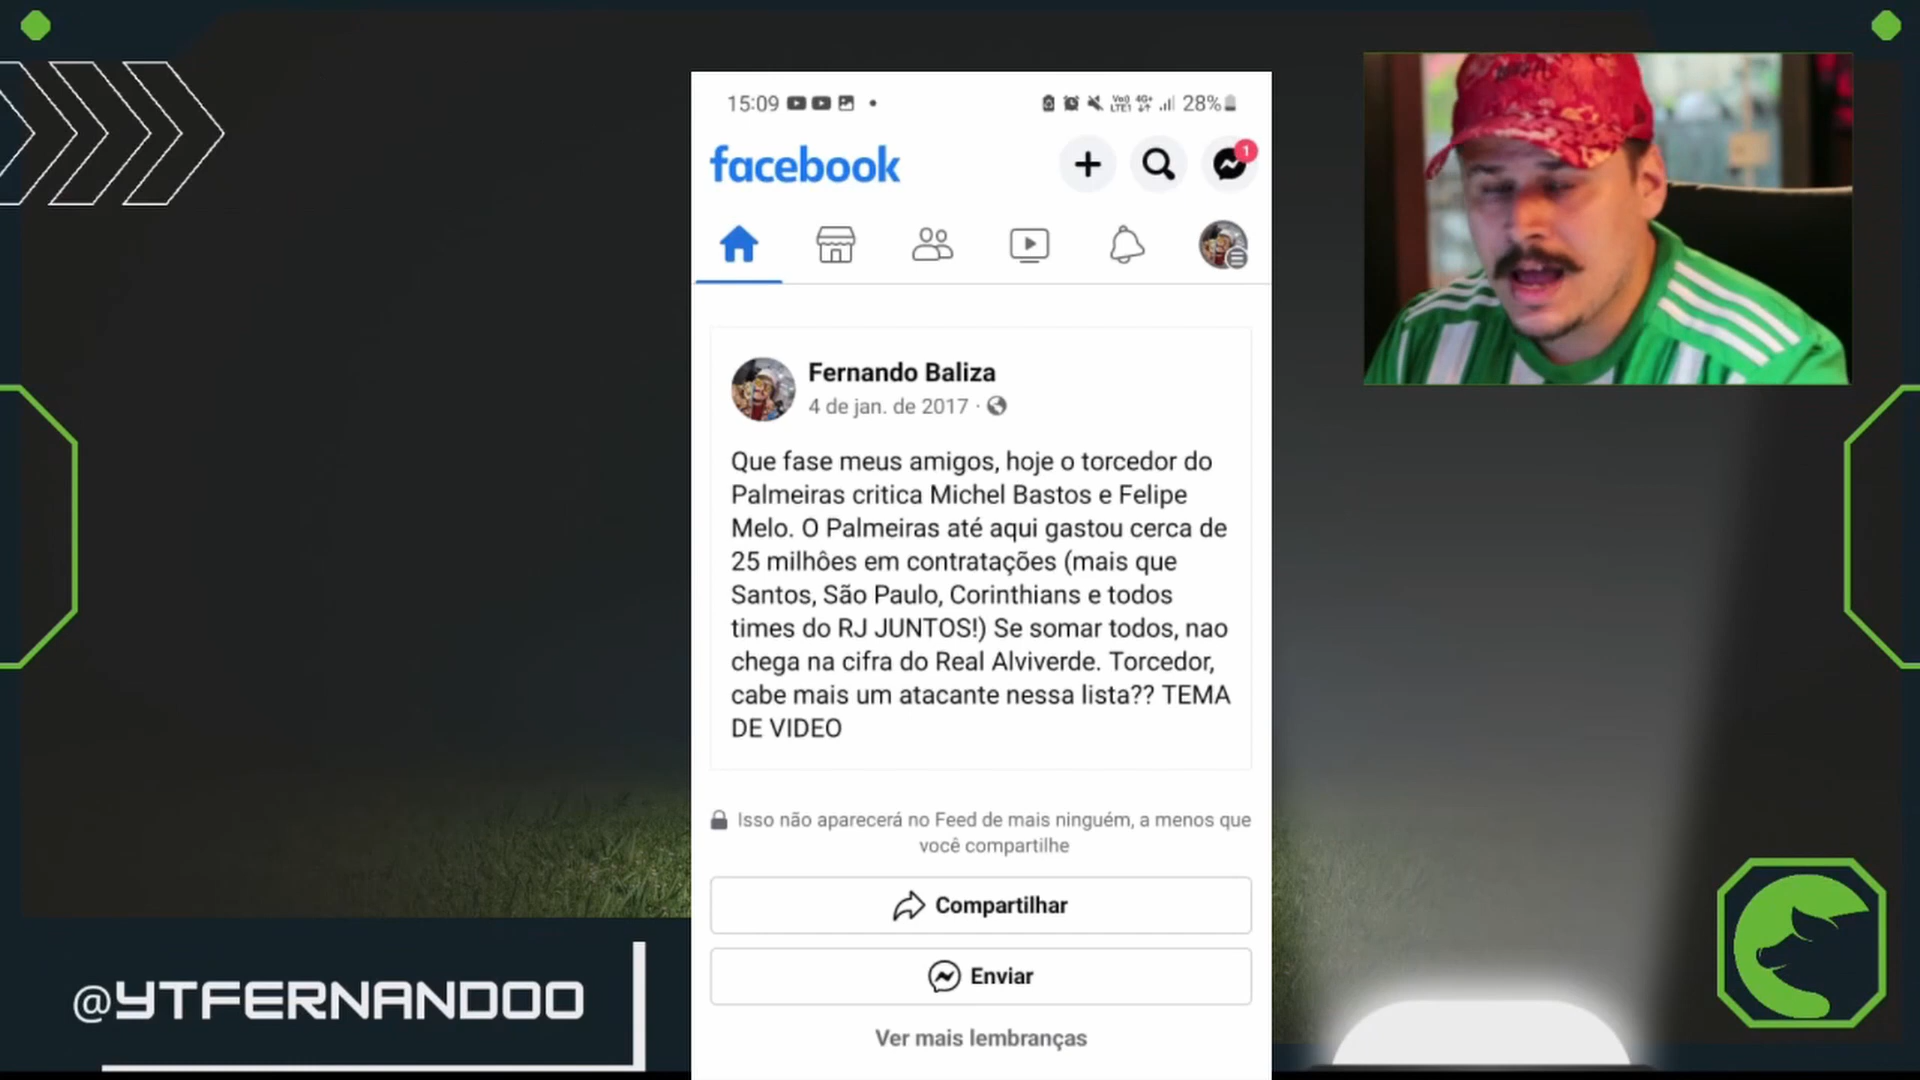 15:09
Vo) 4G+
LTE1
28%
facebook
1
Fernando Baliza
4 de jan. de 2017 ·
Que fase meus amigos, hoje o torcedor do
Palmeiras critica Michel Bastos e Felipe
Melo. O Palmeiras até aqui gastou cerca de
25 milhões em contratações (mais que
Santos, São Paulo, Corinthians e todos
times do RJ JUNTOS!) Se somar todos, nao
chega na cifra do Real Alviverde. Torcedor,
cabe mais um atacante nessa lista?? TEMA
DE VIDEO
Isso não aparecerá no Feed de mais ninguém, a menos que
você compartilhe
Compartilhar
Enviar
Ver mais lembranças
@YTFERNANDOO